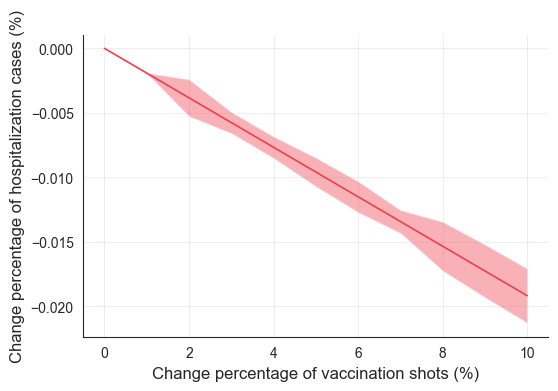 Change percentage of hospitalization cases (%)
0.000
−0.005
−0.010
−0.015
−0.020
0 2 4 6 8 10
Change percentage of vaccination shots (%)